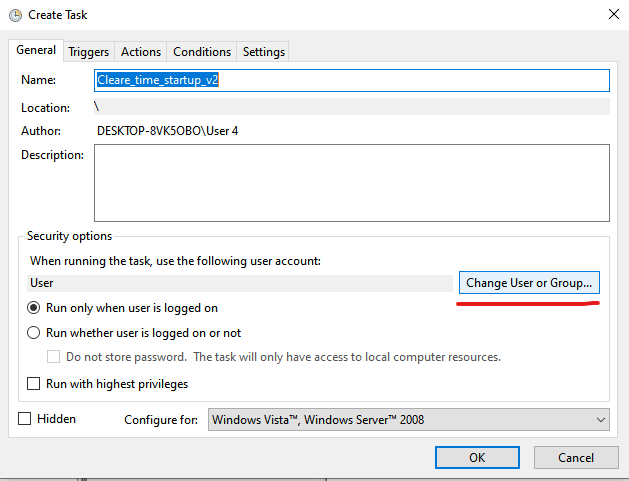 Create Task
General Triggers Actions Conditions Settings
Name: Cleare_time_startup_v2
Location: \
Author: DESKTOP-8VK5OBO\User 4
Description:
Security options
When running the task, use the following user account:
User Change User or Group...
Run only when user is logged on
Run whether user is logged on or not
Do not store password. The task will only have access to local computer resources.
Run with highest privileges
Hidden Configure for: Windows Vista™, Windows Server™ 2008
OK Cancel